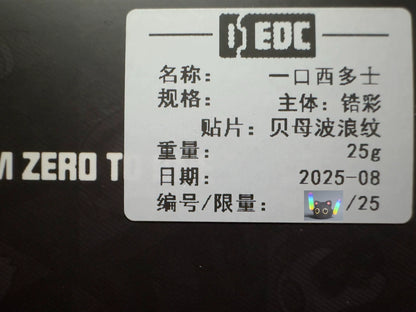 EDC
名称： 一口西多士
规格： 主体：锆彩
贴片：贝母波浪纹
重量： 25g
日期： 2025-08
编号/限量： /25
M ZERO TO